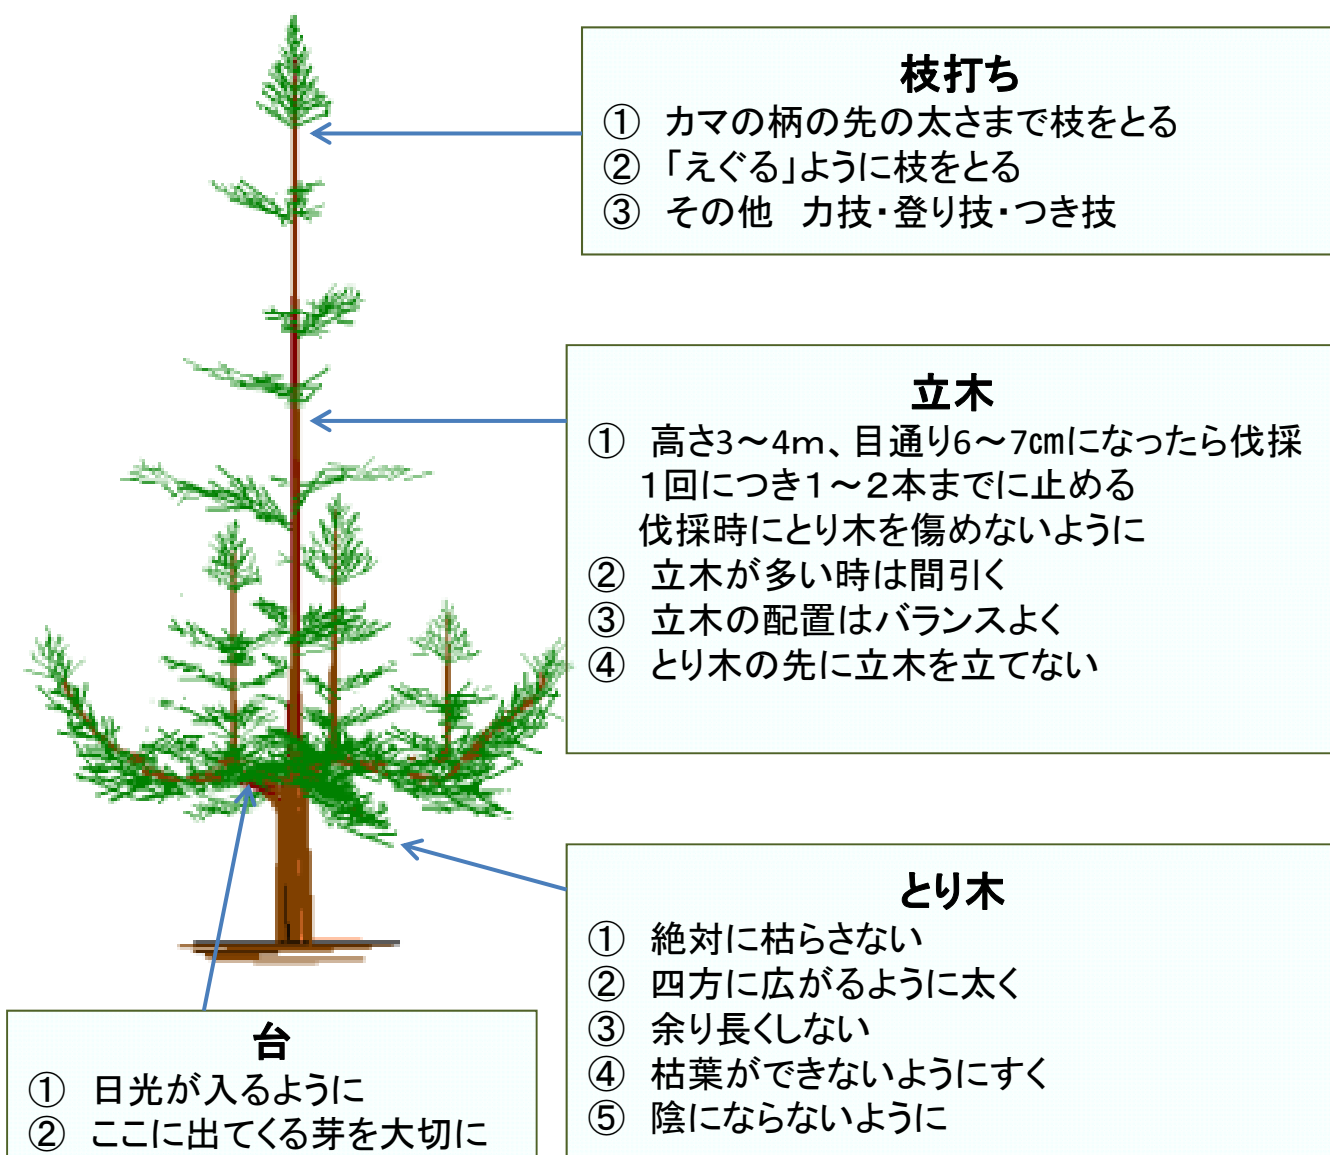 枝打ち
① カマの柄の先の太さまで枝をとる
② 「えぐる」ように枝をとる
③ その他 力技・登り技・つき技
立木
① 高さ3～4ｍ、目通り6～7㎝になったら伐採
１回につき１～２本までに止める
伐採時にとり木を傷めないように
② 立木が多い時は間引く
③ 立木の配置はバランスよく
④ とり木の先に立木を立てない
とり木
① 絶対に枯らさない
② 四方に広がるように太く
③ 余り長くしない
④ 枯葉ができないようにすく
⑤ 陰にならないように
台
① 日光が入るように
② ここに出てくる芽を大切に